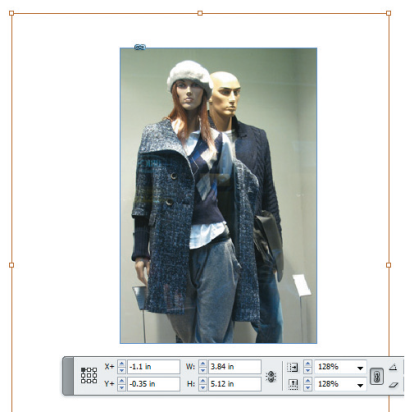 X+ -1.1 in W: 3.84 in 128%
Y+ -0.35 in H: 5.12 in 128%